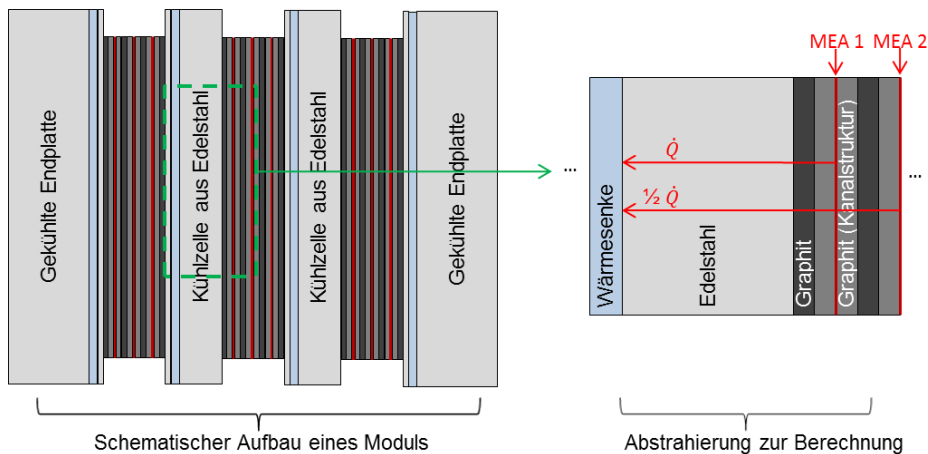 Gekühlte Endplatte
Kühlzelle aus Edelstahl
Kühlzelle aus Edelstahl
Gekühlte Endplatte
Schematischer Aufbau eines Moduls
...
MEA 1
MEA 2
Q̇
½ Q̇
Wärmesenke
Edelstahl
Graphit
Graphit (Kanalstruktur)
...
Abstrahierung zur Berechnung